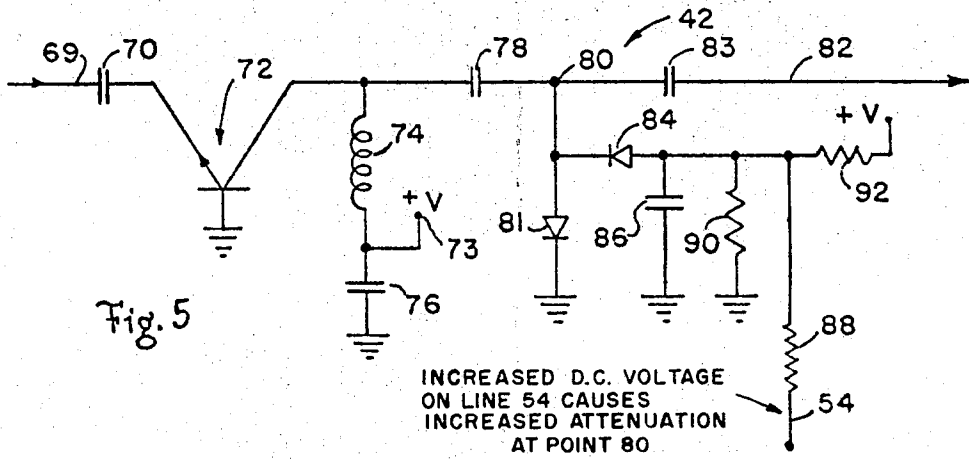 42
70
78
80
83
82
69
72
+ V
84
74
92
+ V
81
86
90
73
76
88
Fig. 5
INCREASED D.C. VOLTAGE
ON LINE 54 CAUSES
INCREASED ATTENUATION
AT POINT 80
54